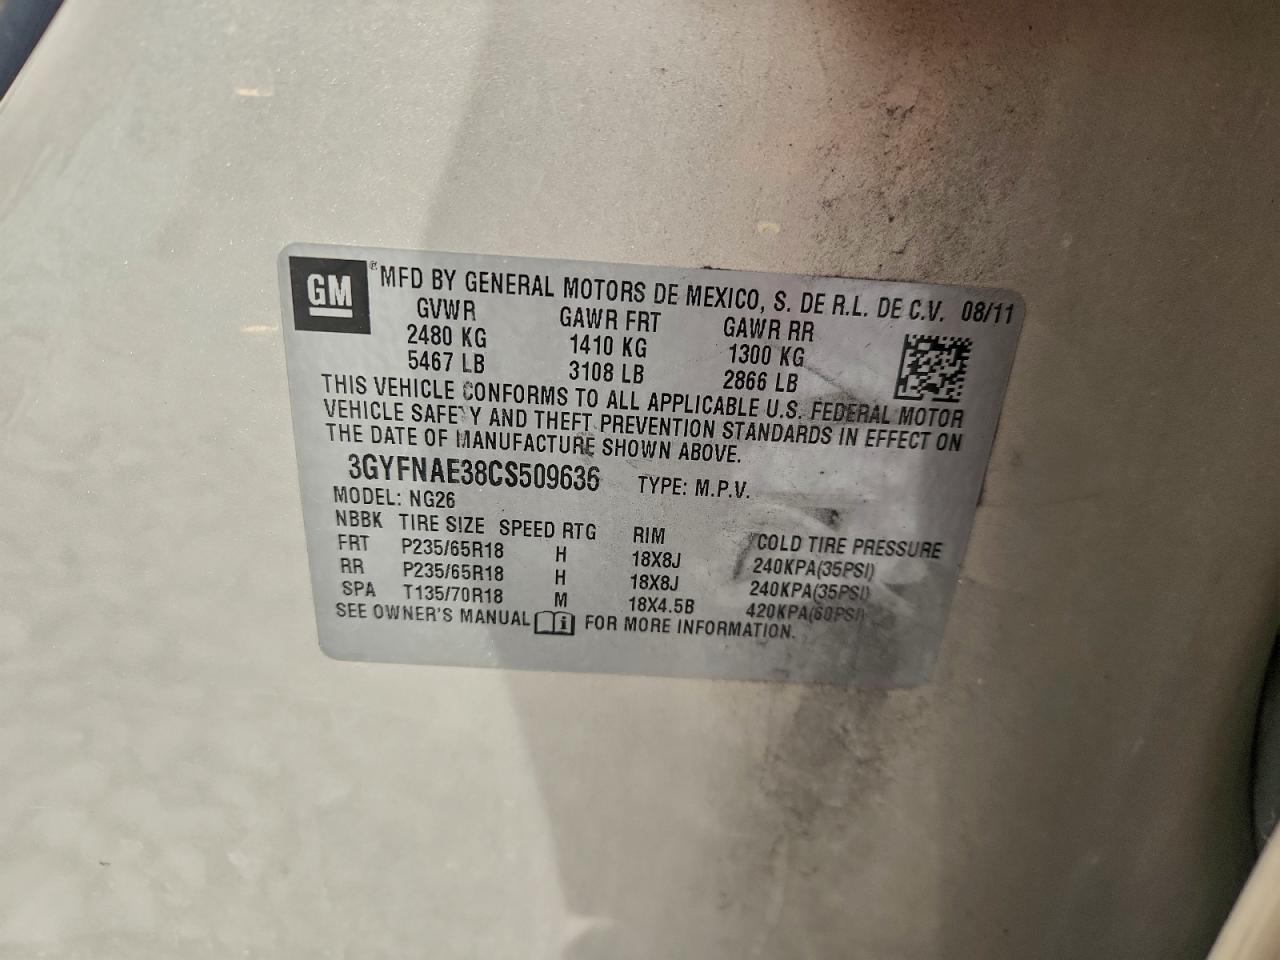 GM ® MFD BY GENERAL MOTORS DE MEXICO, S. DE R.L. DE C.V. 08/11
GVWR GAWR FRT GAWR RR
2480 KG 1410 KG 1300 KG
5467 LB 3108 LB 2866 LB
THIS VEHICLE CONFORMS TO ALL APPLICABLE U.S. FEDERAL MOTOR
VEHICLE SAFETY AND THEFT PREVENTION STANDARDS IN EFFECT ON
THE DATE OF MANUFACTURE SHOWN ABOVE.
3GYFNAE38CS509636 TYPE: M.P.V.
MODEL: NG26
NBBK TIRE SIZE SPEED RTG RIM COLD TIRE PRESSURE
FRT P235/65R18 H 18X8J 240KPA(35PSI)
RR P235/65R18 H 18X8J 240KPA(35PSI)
SPA T135/70R18 M 18X4.5B 420KPA(60PSI)
SEE OWNER'S MANUAL i FOR MORE INFORMATION.